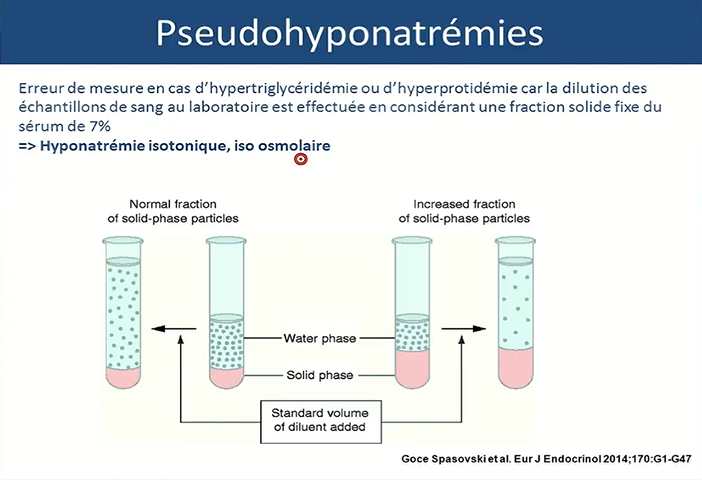 Pseudohyponatrémies
Erreur de mesure en cas d'hypertriglycéridémie ou d'hyperprotidémie car la dilution des
échantillons de sang au laboratoire est effectuée en considérant une fraction solide fixe du
sérum de 7%
=> Hyponatrémie isotonique, iso osmolaire
Normal fraction
of solid-phase particles
Increased fraction
of solid-phase particles
Water phase
Solid phase
Standard volume
of diluent added
Goce Spasovski et al. Eur J Endocrinol 2014;170:G1-G47